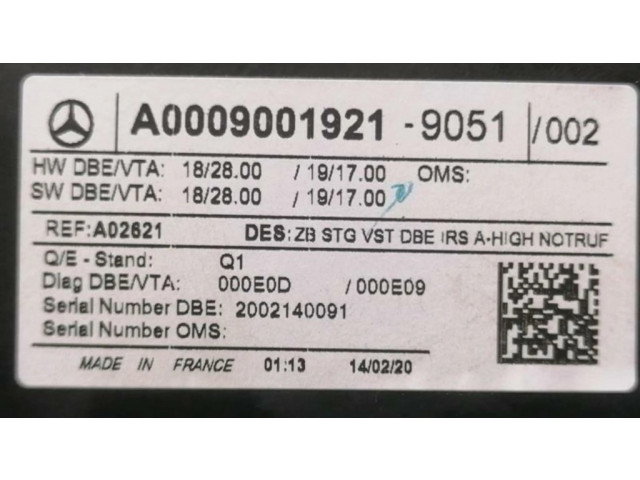 A0009001921 - 9051 /002
HW DBE/VTA: 18/28.00 / 19/17.00 OMS:
SW DBE/VTA: 18/28.00 / 19/17.00
REF: A02621 DES: ZB STG VST DBE IRS A-HIGH NOTRUF
Q/E - Stand: Q1
Diag DBE/VTA: 000E0D /000E09
Serial Number DBE: 2002140091
Serial Number OMS:
MADE IN FRANCE 01:13 14/02/20